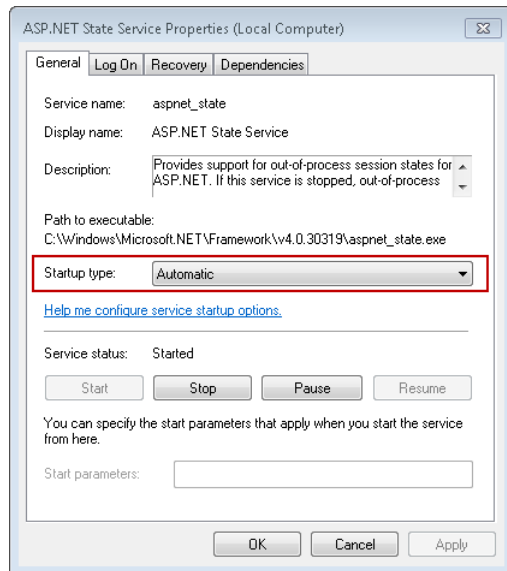 ASP.NET State Service Properties (Local Computer)
General Log On Recovery Dependencies
Service name: aspnet_state
Display name: ASP.NET State Service
Description: Provides support for out-of-process session states for
ASP.NET. If this service is stopped, out-of-process
Path to executable:
C:\Windows\Microsoft.NET\Framework\v4.0.30319\aspnet_state.exe
Startup type: Automatic
Help me configure service startup options.
Service status: Started
Start Stop Pause Resume
You can specify the start parameters that apply when you start the service
from here.
Start parameters:
OK Cancel Apply